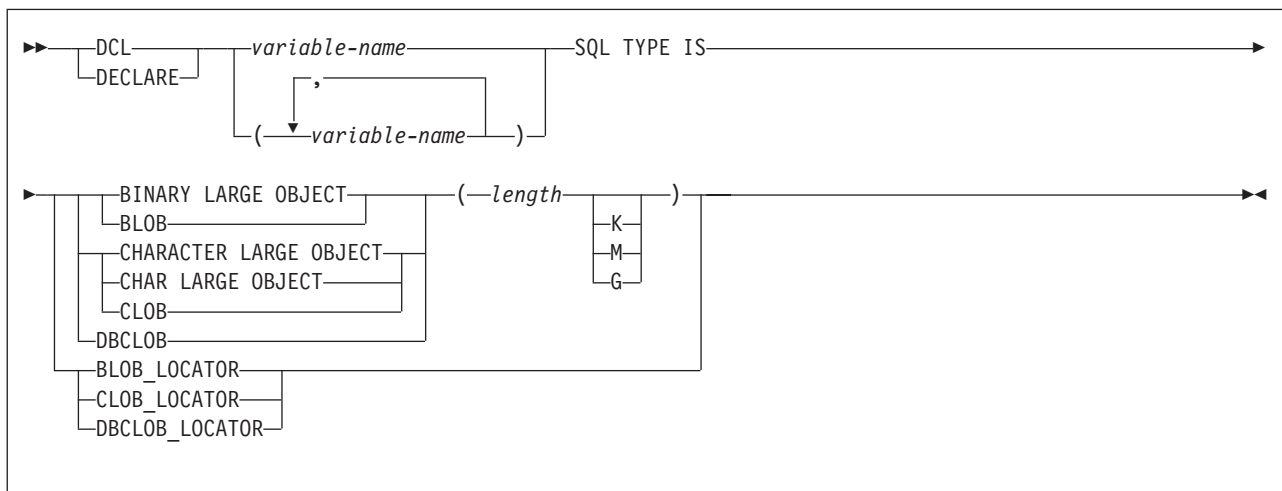 DCL variable-name SQL TYPE IS
DECLARE
,
( variable-name )
BINARY LARGE OBJECT ( length )
BLOB K
CHARACTER LARGE OBJECT M
CHAR LARGE OBJECT G
CLOB
DBCLOB
BLOB_LOCATOR
CLOB_LOCATOR
DBCLOB_LOCATOR